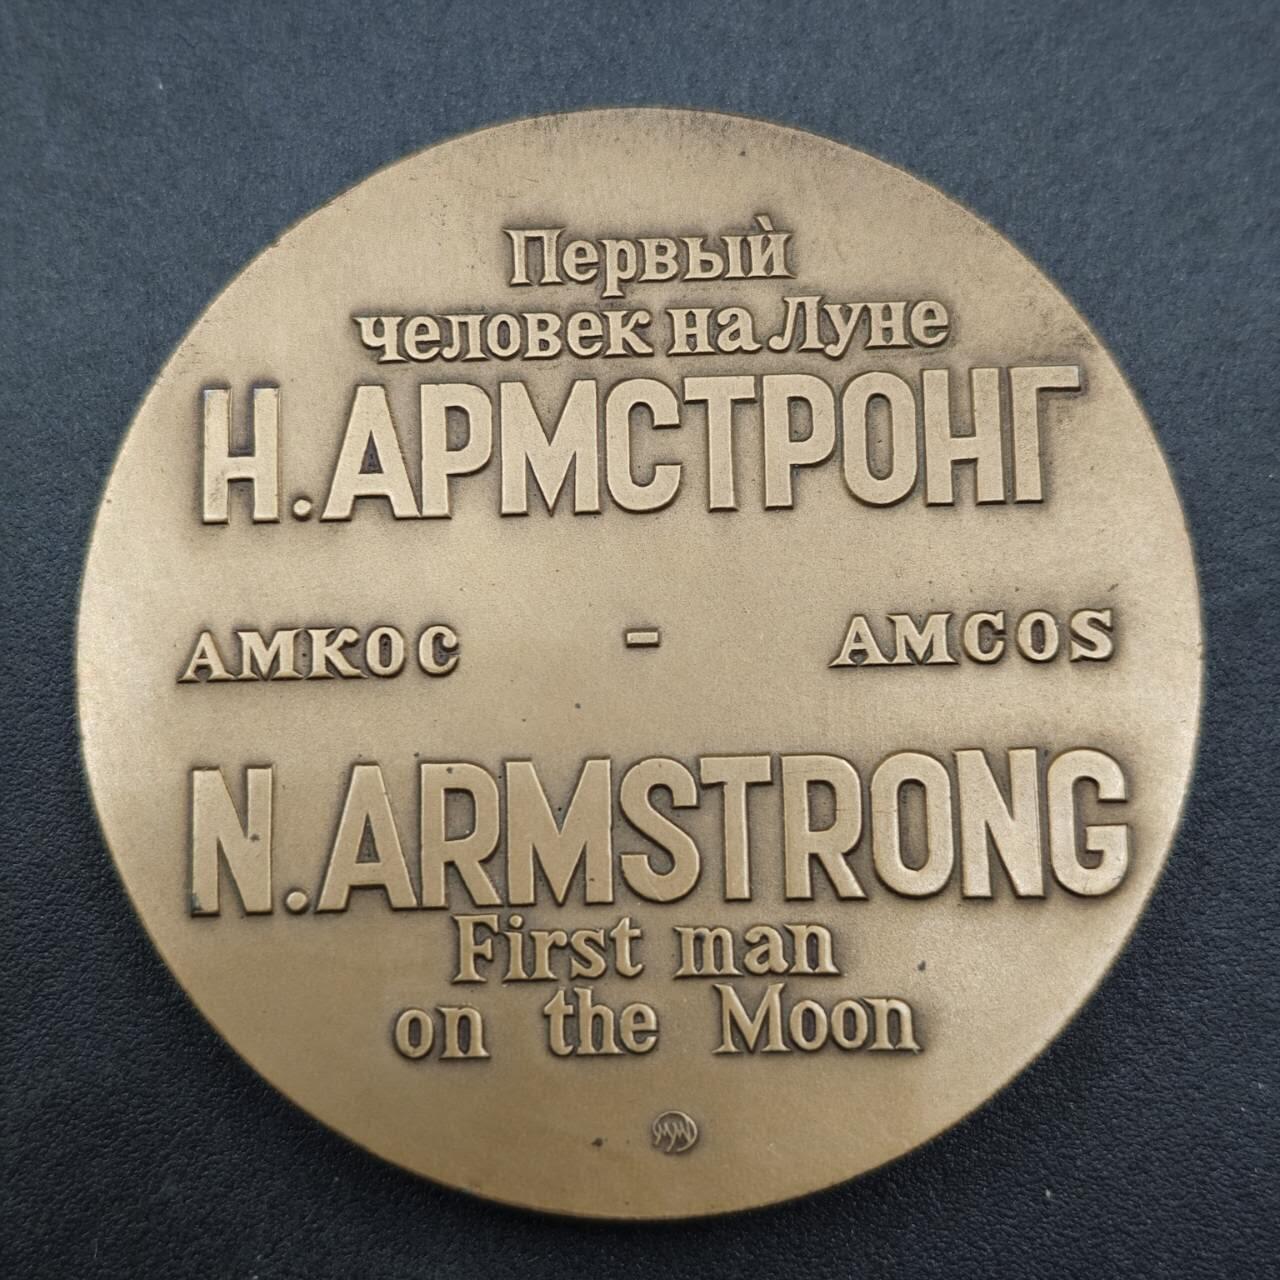 Первый
человек на Луне
Н.АРМСТРОНГ
АМКОС - AMCOS
N.ARMSTRONG
First man
on the Moon